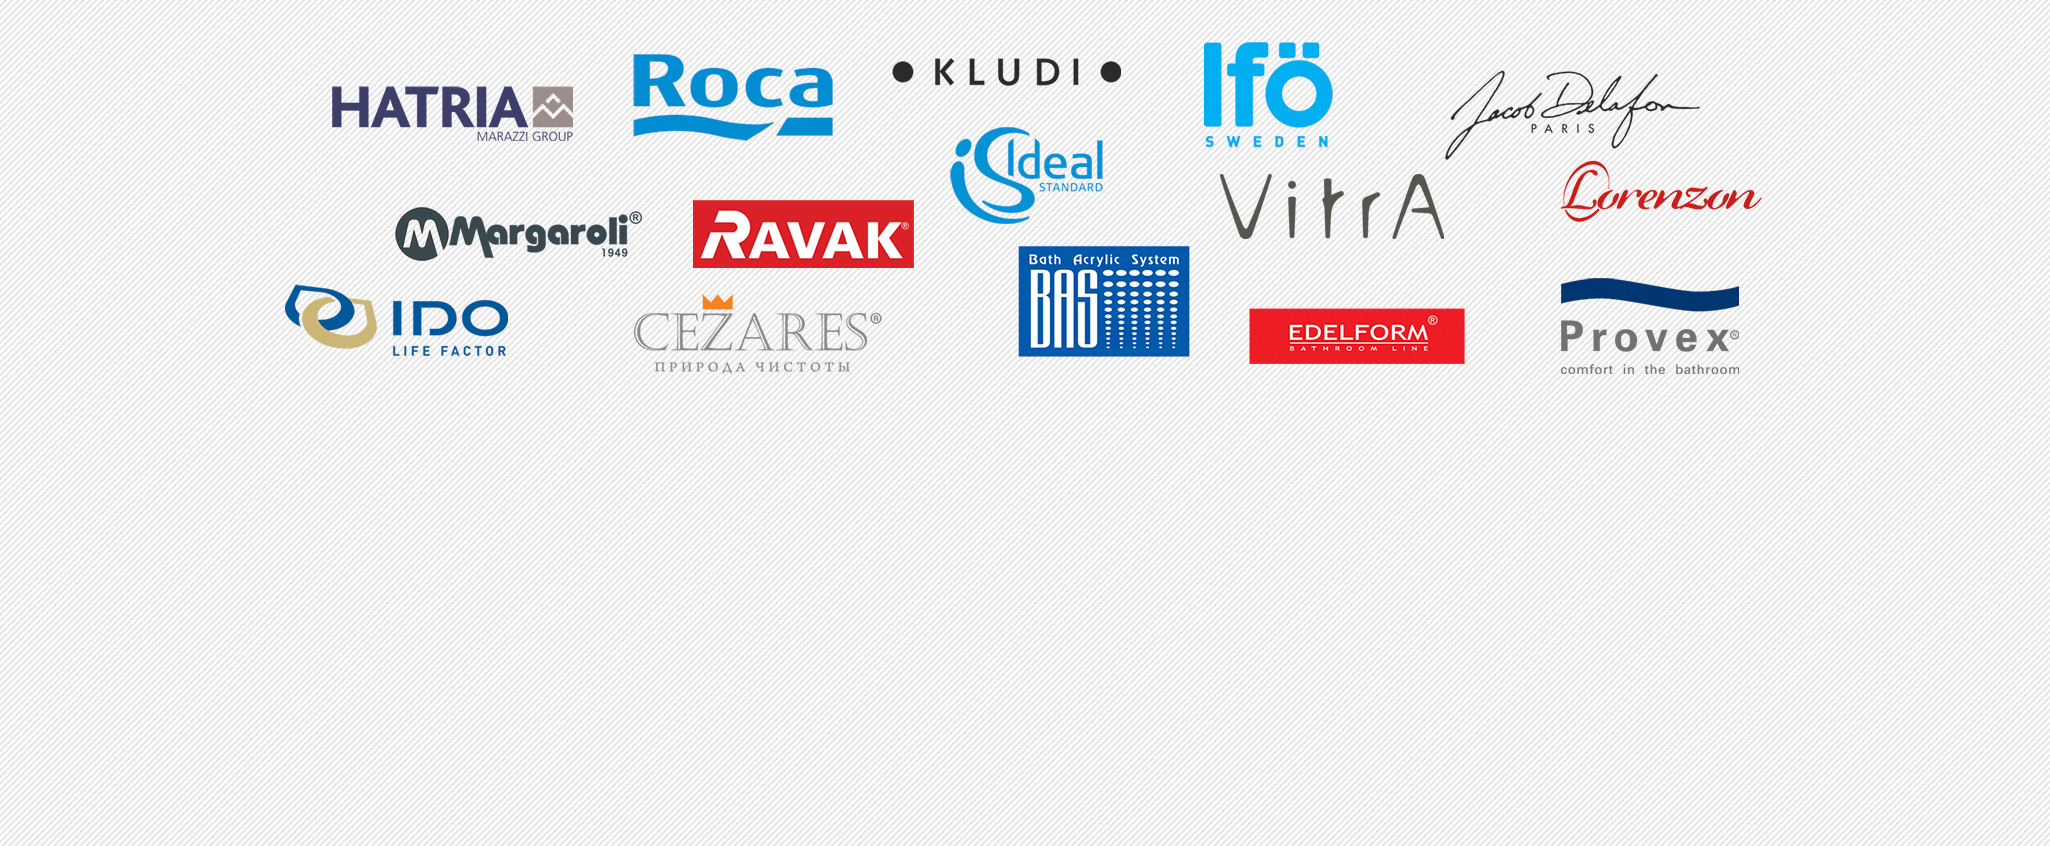 HATRIA
MARAZZI GROUP
Roca
KLUDI
Ifö
SWEDEN
Jacob Delafon
PARIS
Ideal
STANDARD
VitrA
Lorenzon
Margaroli®
1949
RAVAK®
Bath Acrylic System
BAS
IDO
LIFE FACTOR
CEZARES®
ПРИРОДА ЧИСТОТЫ
EDELFORM®
BATHROOM LINE
Provex®
comfort in the bathroom